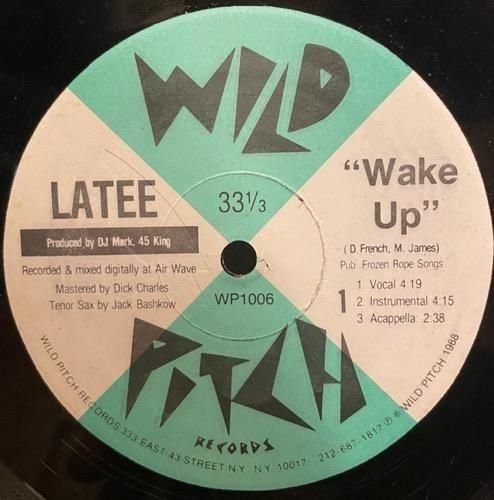 WILD
LATEE
Produced by DJ Mark, 45 King
Recorded & mixed digitally at Air Wave
Mastered by Dick Charles
Tenor Sax by Jack Bashkow
33⅓
WP1006
"Wake
Up"
( D. French, M. James)
Pub Frozen Rope Songs
1
1. Vocal 4:19
2. Instrumental 4:15
3. Acappella: 2:38
PITCH
RECORDS
WILD PITCH RECORDS 333 EAST 43 STREET NY, N.Y. 10017 212-687-1817 ℗ © WILD PITCH 1988